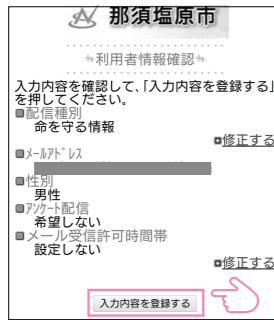 那須塩原市
利用者情報確認
入力内容を確認して、「入力内容を登録する」
を押してください。
■配信種別
命を守る情報
修正する
■ﾒｰﾙｱﾄﾞﾚｽ
■性別
男性
■ｱﾝｹｰﾄ配信
希望しない
■メール受信許可時間帯
設定しない
修正する
入力内容を登録する